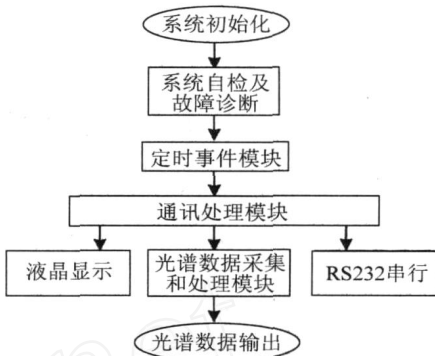 系统初始化
系统自检及
故障诊断
定时事件模块
通讯处理模块
液晶显示
光谱数据采集
和处理模块
RS232串行
光谱数据输出